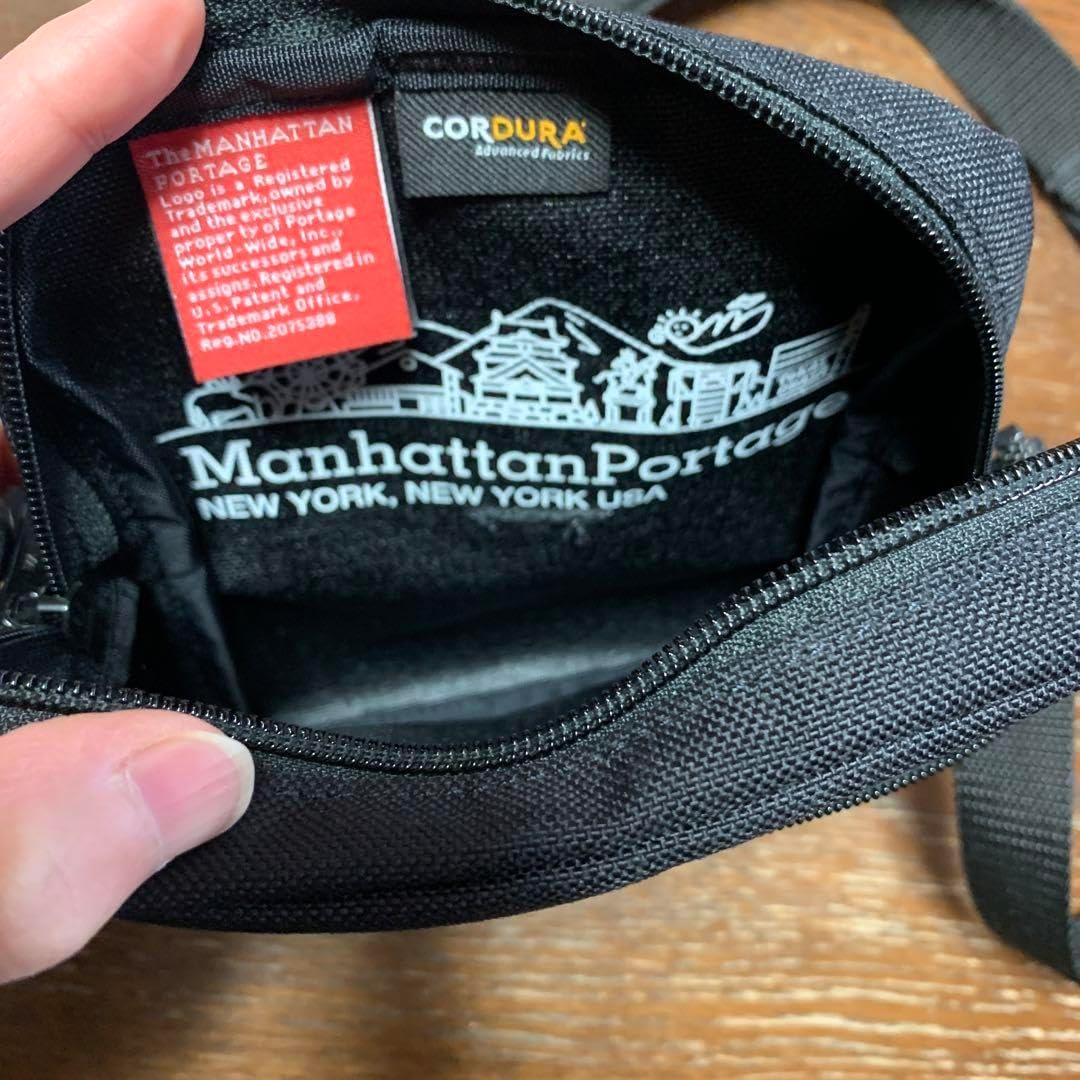 The MANHATTAN
PORTAGE
Logo is a Registered
Trademark, owned by
and the exclusive
property of Portage
World-Wide, Inc.,
its successors and
assigns. Registered in
U.S. Patent and
Trademark Office.
Reg.NO.2075388
CORDURA®
Advanced Fabrics
ManhattanPortage
NEW YORK, NEW YORK USA